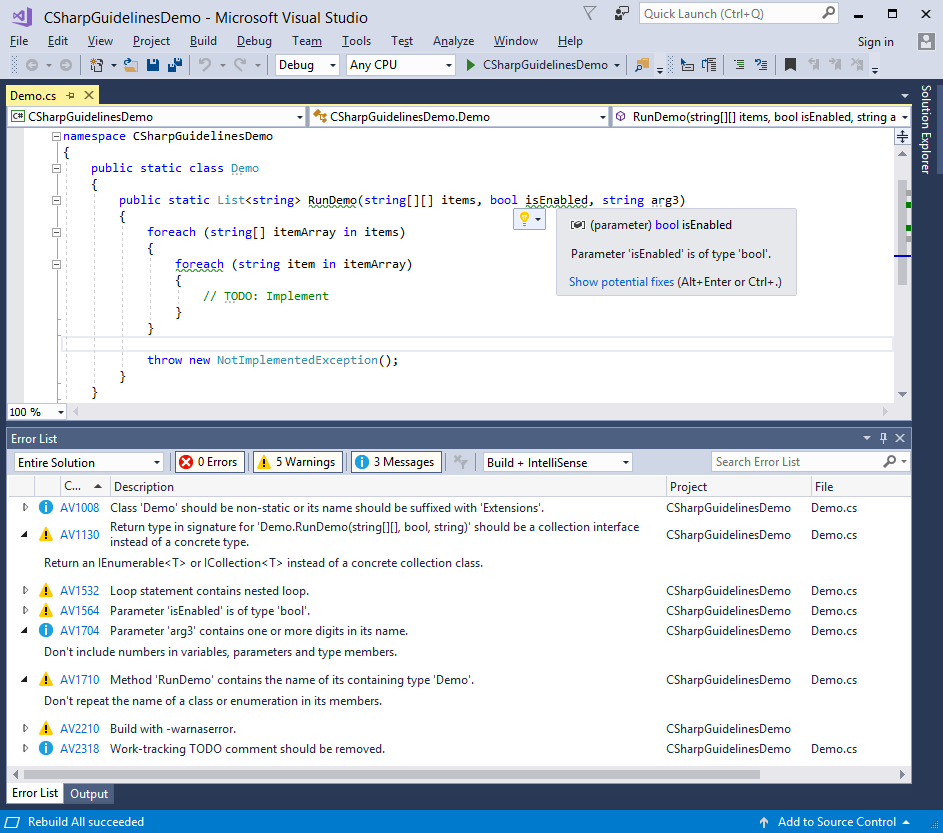 CSharpGuidelinesDemo - Microsoft Visual Studio
Quick Launch (Ctrl+Q)
File Edit View Project Build Debug Team Tools Test Analyze Window Help
Sign in
Debug Any CPU CSharpGuidelinesDemo
Demo.cs
Solution Explorer
C# CSharpGuidelinesDemo CSharpGuidelinesDemo.Demo RunDemo(string[][] items, bool isEnabled, string a
namespace CSharpGuidelinesDemo
{
public static class Demo
{
public static List<string> RunDemo(string[][] items, bool isEnabled, string arg3)
{
foreach (string[] itemArray in items)
{
foreach (string item in itemArray)
{
// TODO: Implement
}
}
throw new NotImplementedException();
}
}
(parameter) bool isEnabled
Parameter 'isEnabled' is of type 'bool'.
Show potential fixes (Alt+Enter or Ctrl+.)
100 %
Error List
Entire Solution 0 Errors 5 Warnings 3 Messages Build + IntelliSense Search Error List
C... Description Project File
AV1008 Class 'Demo' should be non-static or its name should be suffixed with 'Extensions'. CSharpGuidelinesDemo Demo.cs
AV1130 Return type in signature for 'Demo.RunDemo(string[][], bool, string)' should be a collection interface CSharpGuidelinesDemo Demo.cs
instead of a concrete type.
Return an IEnumerable<T> or ICollection<T> instead of a concrete collection class.
AV1532 Loop statement contains nested loop. CSharpGuidelinesDemo Demo.cs
AV1564 Parameter 'isEnabled' is of type 'bool'. CSharpGuidelinesDemo Demo.cs
AV1704 Parameter 'arg3' contains one or more digits in its name. CSharpGuidelinesDemo Demo.cs
Don't include numbers in variables, parameters and type members.
AV1710 Method 'RunDemo' contains the name of its containing type 'Demo'. CSharpGuidelinesDemo Demo.cs
Don't repeat the name of a class or enumeration in its members.
AV2210 Build with -warnaserror. CSharpGuidelinesDemo
AV2318 Work-tracking TODO comment should be removed. CSharpGuidelinesDemo Demo.cs
Error List Output
Rebuild All succeeded
Add to Source Control